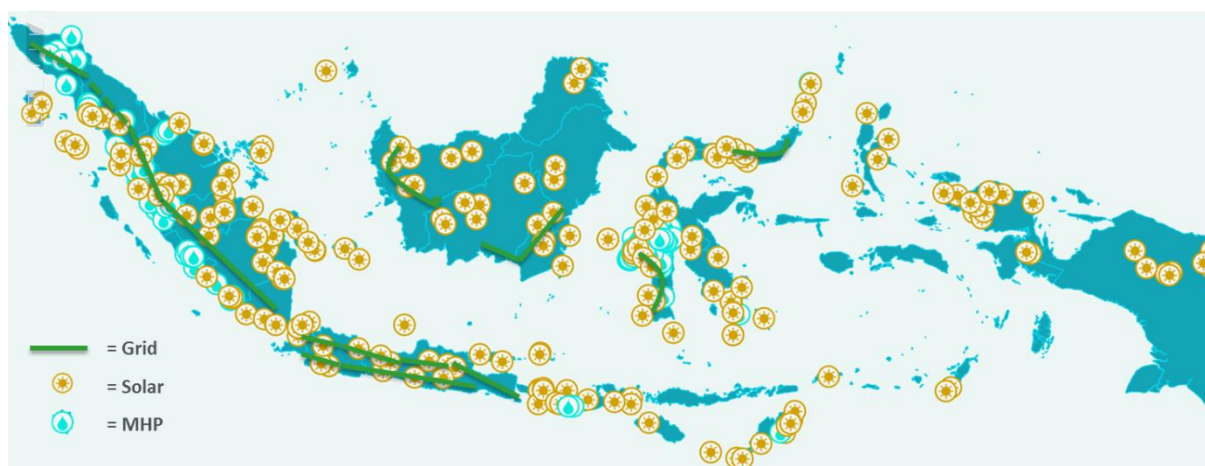 = Grid
= Solar
= MHP